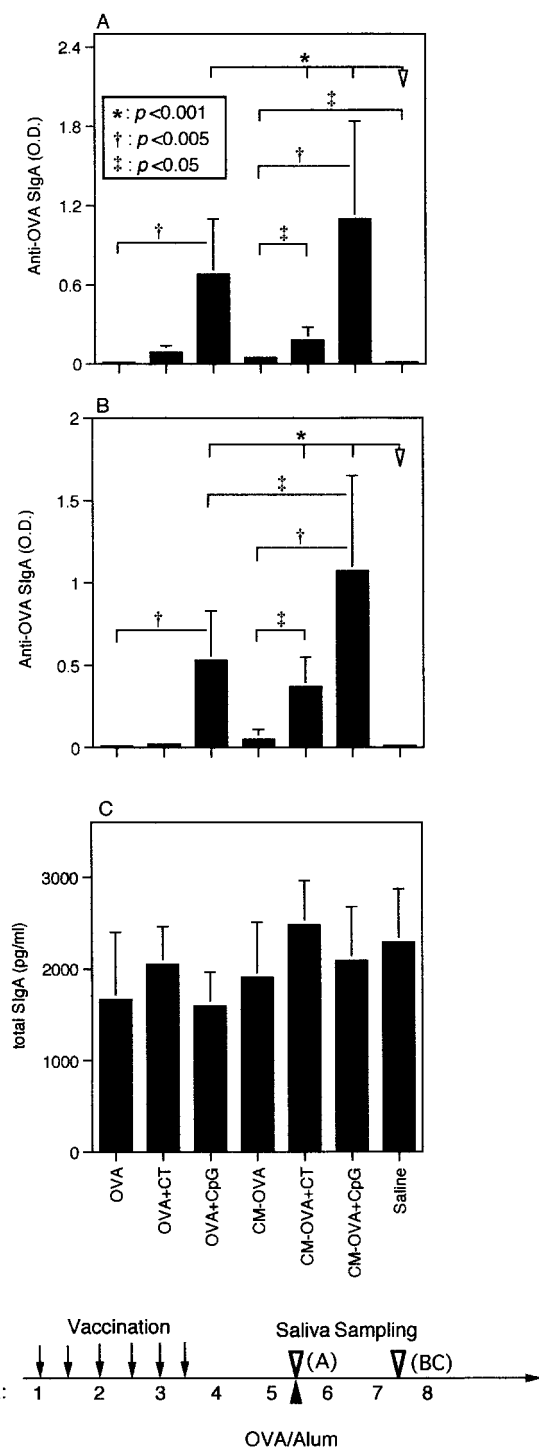 A
2.4
1.8
1.2
0.6
0
Anti-OVA SIgA (O.D.)
* : p<0.001
† : p<0.005
‡ : p<0.05
*
‡
†
†
‡
B
2
1.5
1
0.5
0
Anti-OVA SIgA (O.D.)
*
‡
†
†
‡
C
3000
2000
1000
0
total SIgA (pg/ml)
OVA
OVA+CT
OVA+CpG
CM-OVA
CM-OVA+CT
CM-OVA+CpG
Saline
Vaccination
Saliva Sampling
(A)
(BC)
: 1 2 3 4 5 6 7 8
OVA/Alum